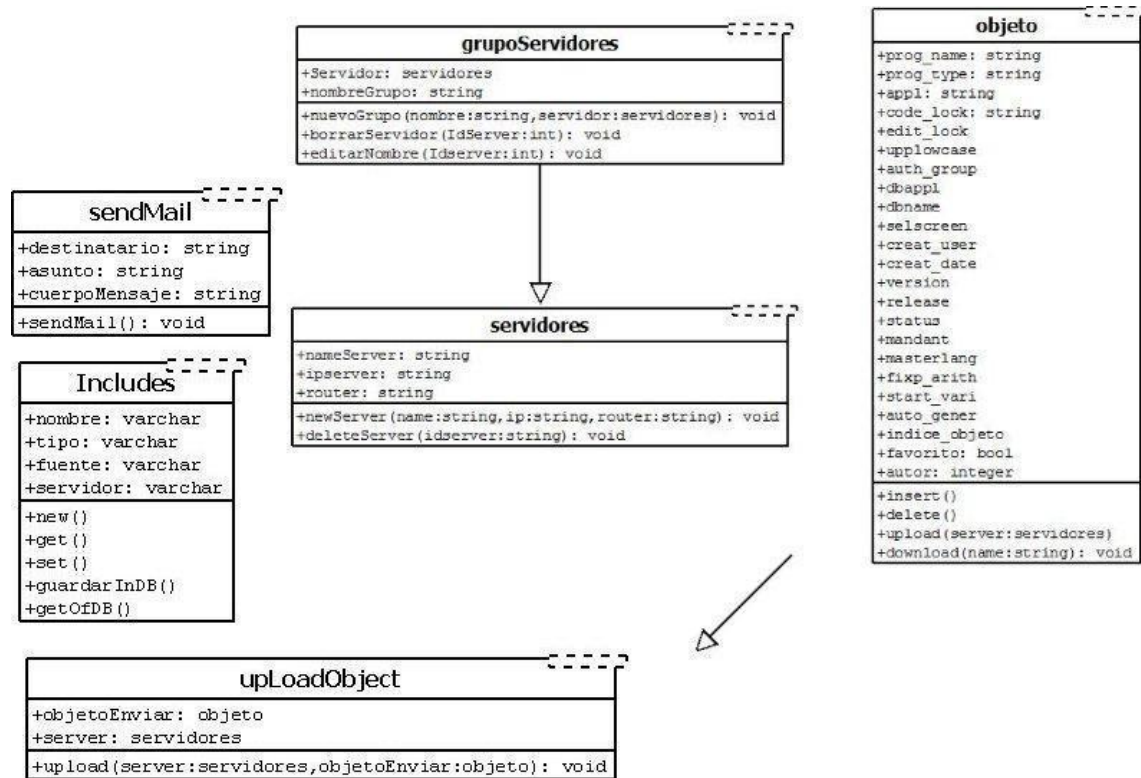 grupoServidores
+Servidor: servidores
+nombreGrupo: string
+nuevoGrupo(nombre:string,servidor:servidores): void
+borrarServidor(IdServer:int): void
+editarNombre(Idserver:int): void
objeto
+prog_name: string
+prog_type: string
+appl: string
+code_lock: string
+edit_lock
+upplowcase
+auth_group
+dbappl
+dbname
+selscreen
+creat_user
+creat_date
+version
+release
+status
+mandant
+masterlang
+fixp_arith
+start_vari
+auto_gener
+indice_objeto
+favorito: bool
+autor: integer
+insert()
+delete()
+upload(server:servidores)
+download(name:string): void
sendMail
+destinatario: string
+asunto: string
+cuerpoMensaje: string
+sendMail(): void
servidores
+nameServer: string
+ipserver: string
+router: string
+newServer(name:string,ip:string,router:string): void
+deleteServer(idserver:string): void
Includes
+nombre: varchar
+tipo: varchar
+fuente: varchar
+servidor: varchar
+new()
+get()
+set()
+guardarInDB()
+getOfDB()
upLoadObject
+objetoEnviar: objeto
+server: servidores
+upload(server:servidores,objetoEnviar:objeto): void